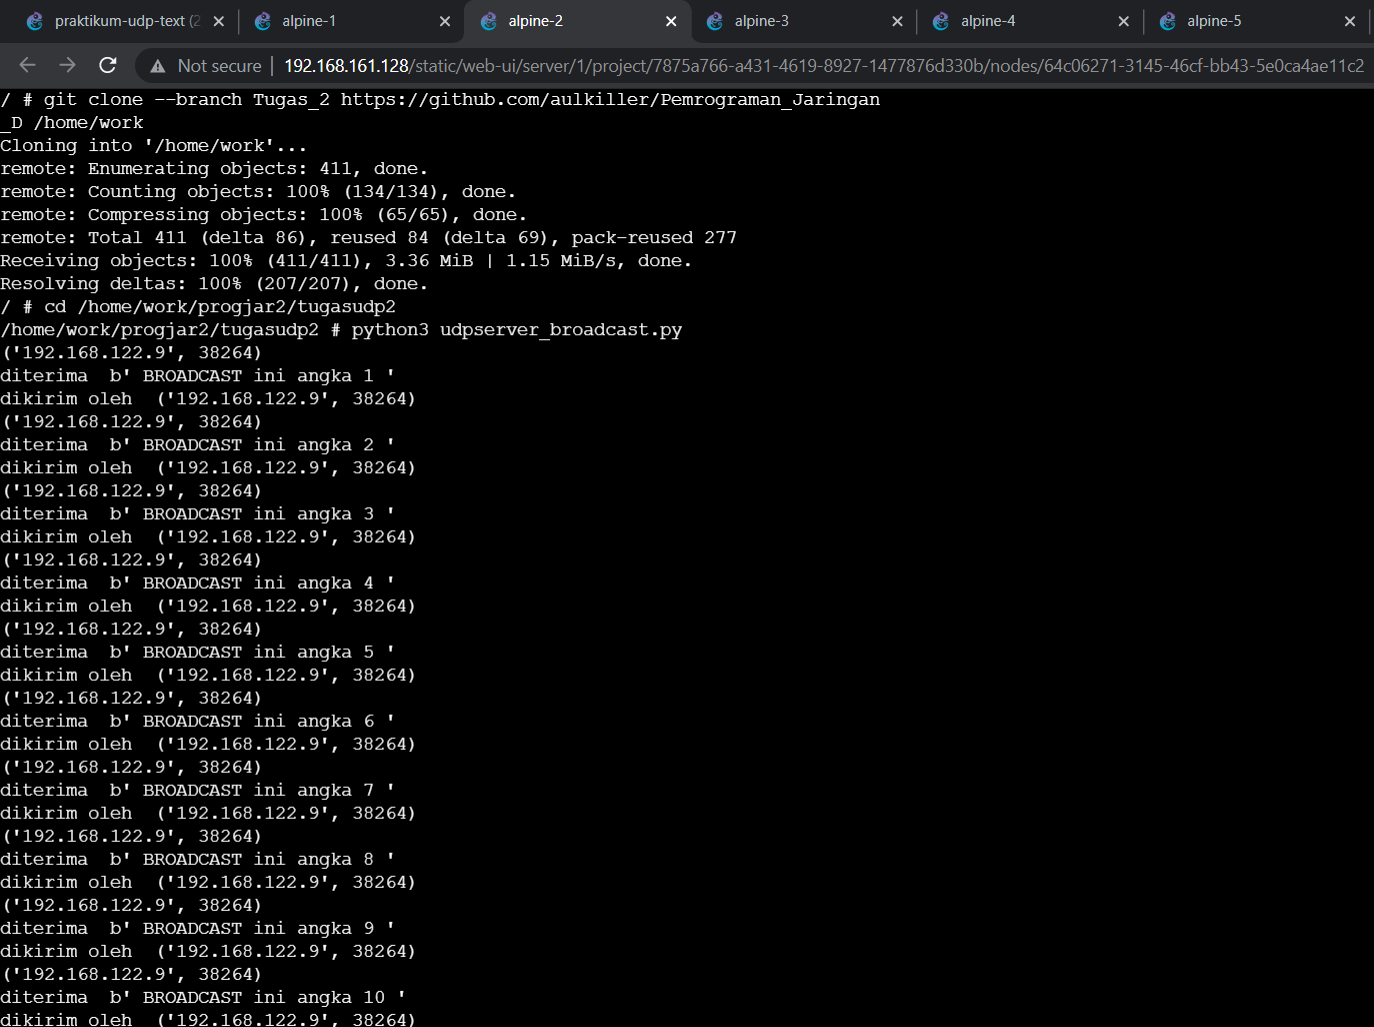 praktikum-udp-text (2
alpine-1
alpine-2
alpine-3
alpine-4
alpine-5
Not secure | 192.168.161.128/static/web-ui/server/1/project/7875a766-a431-4619-8927-1477876d330b/nodes/64c06271-3145-46cf-bb43-5e0ca4ae11c2
/ # git clone --branch Tugas_2 https://github.com/aulkiller/Pemrograman_Jaringan
_D /home/work
Cloning into '/home/work'...
remote: Enumerating objects: 411, done.
remote: Counting objects: 100% (134/134), done.
remote: Compressing objects: 100% (65/65), done.
remote: Total 411 (delta 86), reused 84 (delta 69), pack-reused 277
Receiving objects: 100% (411/411), 3.36 MiB | 1.15 MiB/s, done.
Resolving deltas: 100% (207/207), done.
/ # cd /home/work/progjar2/tugasudp2
/home/work/progjar2/tugasudp2 # python3 udpserver_broadcast.py
('192.168.122.9', 38264)
diterima  b' BROADCAST ini angka 1 '
dikirim oleh  ('192.168.122.9', 38264)
('192.168.122.9', 38264)
diterima  b' BROADCAST ini angka 2 '
dikirim oleh  ('192.168.122.9', 38264)
('192.168.122.9', 38264)
diterima  b' BROADCAST ini angka 3 '
dikirim oleh  ('192.168.122.9', 38264)
('192.168.122.9', 38264)
diterima  b' BROADCAST ini angka 4 '
dikirim oleh  ('192.168.122.9', 38264)
('192.168.122.9', 38264)
diterima  b' BROADCAST ini angka 5 '
dikirim oleh  ('192.168.122.9', 38264)
('192.168.122.9', 38264)
diterima  b' BROADCAST ini angka 6 '
dikirim oleh  ('192.168.122.9', 38264)
('192.168.122.9', 38264)
diterima  b' BROADCAST ini angka 7 '
dikirim oleh  ('192.168.122.9', 38264)
('192.168.122.9', 38264)
diterima  b' BROADCAST ini angka 8 '
dikirim oleh  ('192.168.122.9', 38264)
('192.168.122.9', 38264)
diterima  b' BROADCAST ini angka 9 '
dikirim oleh  ('192.168.122.9', 38264)
('192.168.122.9', 38264)
diterima  b' BROADCAST ini angka 10 '
dikirim oleh  ('192.168.122.9', 38264)